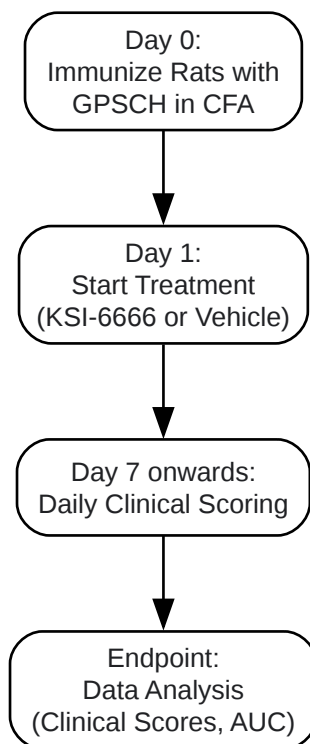 Day 0:
Immunize Rats with
GPSCH in CFA
Day 1:
Start Treatment
(KSI-6666 or Vehicle)
Day 7 onwards:
Daily Clinical Scoring
Endpoint:
Data Analysis
(Clinical Scores, AUC)